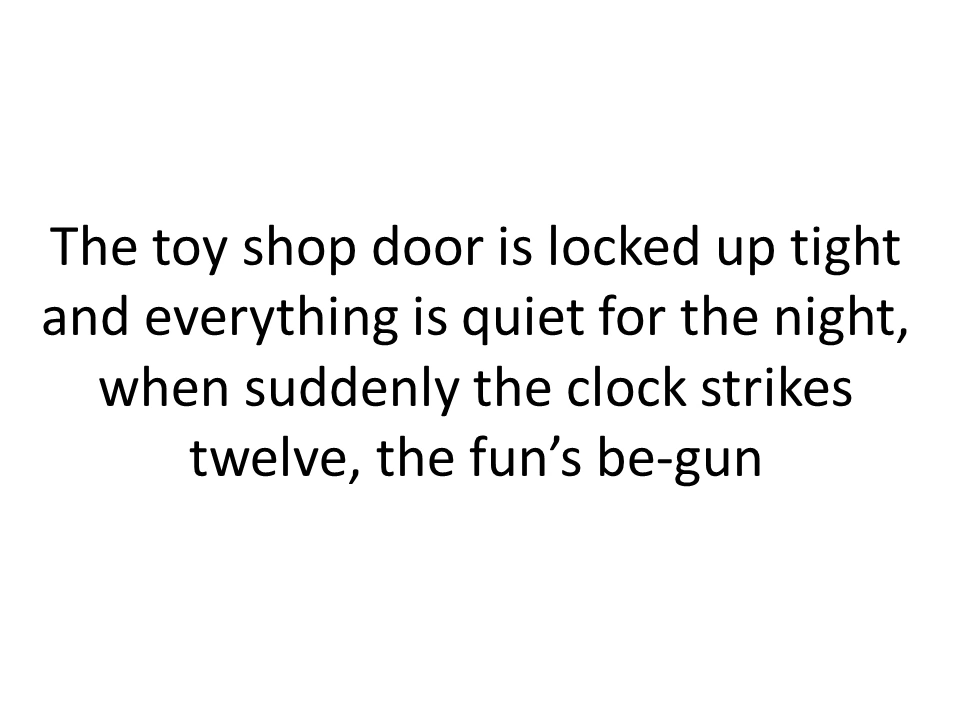 The toy shop door is locked up tight
and everything is quiet for the night,
when suddenly the clock strikes
twelve, the fun’s be-gun